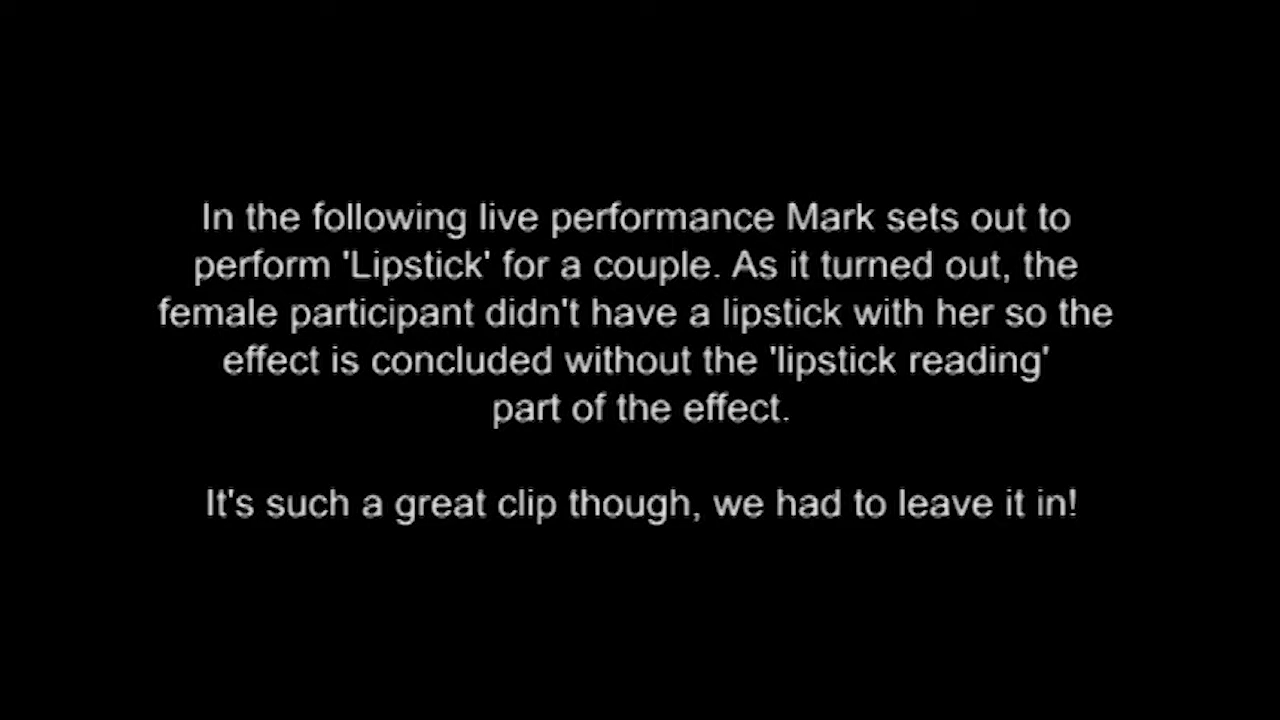 In the following live performance Mark sets out to
perform 'Lipstick' for a couple. As it turned out, the
female participant didn't have a lipstick with her so the
effect is concluded without the 'lipstick reading'
part of the effect.
It's such a great clip though, we had to leave it in!